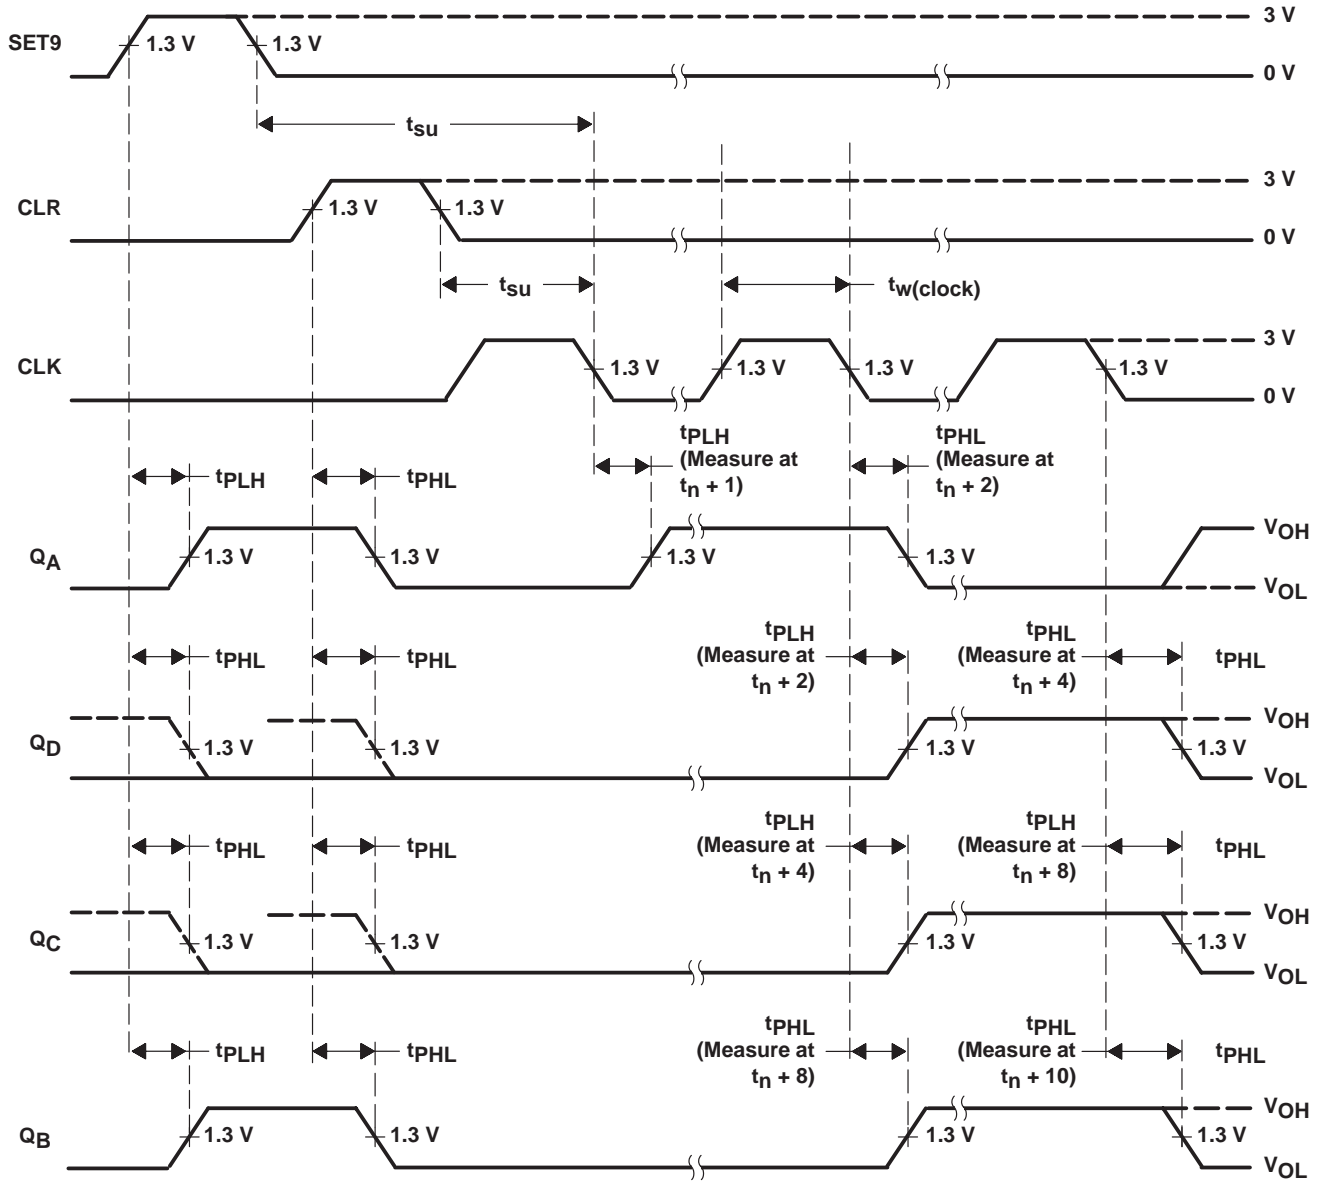 3 V
SET9
1.3 V
1.3 V
0 V
tsu
3 V
CLR
1.3 V
1.3 V
0 V
tsu
tw(clock)
3 V
CLK
1.3 V
1.3 V
1.3 V
1.3 V
0 V
tPLH
tPHL
tPLH
(Measure at
tn + 1)
tPHL
(Measure at
tn + 2)
VOH
QA
1.3 V
1.3 V
1.3 V
1.3 V
VOL
tPHL
tPHL
tPLH
(Measure at
tn + 2)
tPHL
(Measure at
tn + 4)
tPHL
VOH
QD
1.3 V
1.3 V
1.3 V
1.3 V
VOL
tPHL
tPHL
tPLH
(Measure at
tn + 4)
tPLH
(Measure at
tn + 8)
tPHL
VOH
QC
1.3 V
1.3 V
1.3 V
1.3 V
VOL
tPLH
tPHL
tPHL
(Measure at
tn + 8)
tPHL
(Measure at
tn + 10)
tPHL
VOH
QB
1.3 V
1.3 V
1.3 V
1.3 V
VOL